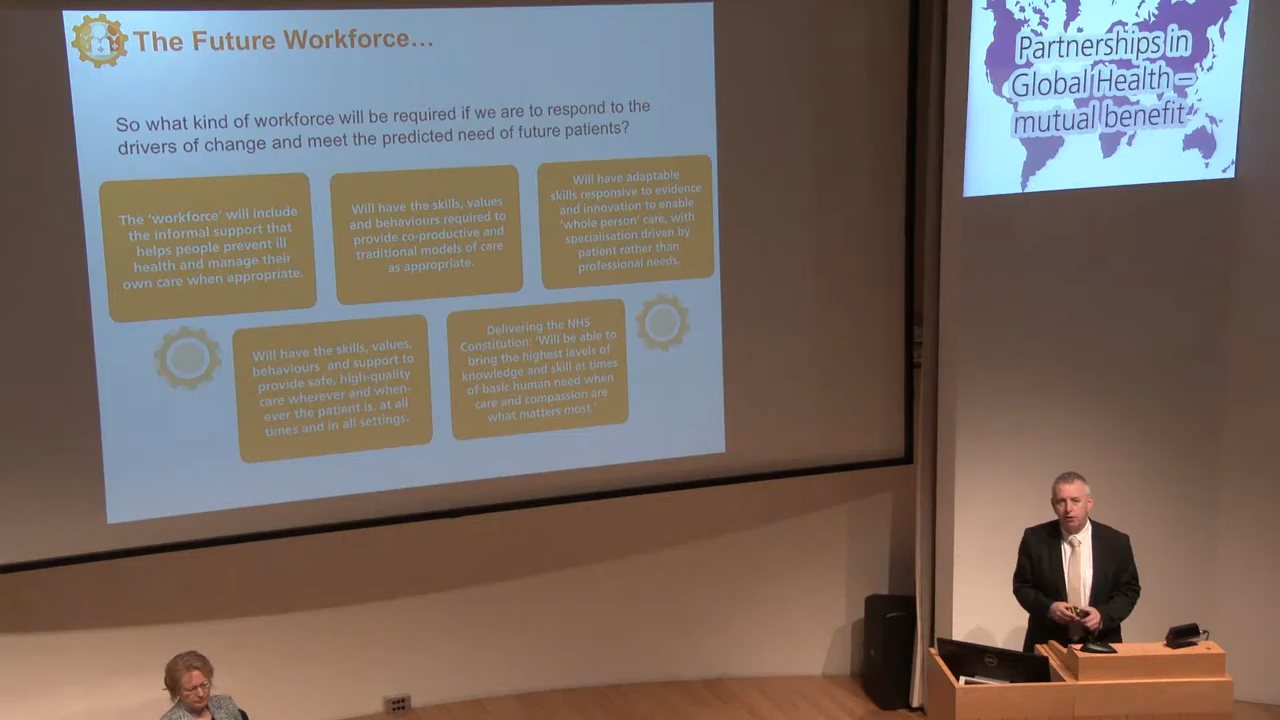 The Future Workforce...
So what kind of workforce will be required if we are to respond to the
drivers of change and meet the predicted need of future patients?
The 'workforce' will include
the informal support that
helps people prevent ill
health and manage their
own care when appropriate.
Will have the skills, values
and behaviours required to
provide co-productive and
traditional models of care
as appropriate.
Will have adaptable
skills responsive to evidence
and innovation to enable
'whole person' care, with
specialisation driven by
patient rather than
professional needs.
Will have the skills, values,
behaviours and support to
provide safe, high-quality
care wherever and when-
ever the patient is, at all
times and in all settings.
Delivering the NHS
Constitution: 'Will be able to
bring the highest levels of
knowledge and skill at times
of basic human need when
care and compassion are
what matters most.'
Partnerships in
Global Health –
mutual benefit
DELL